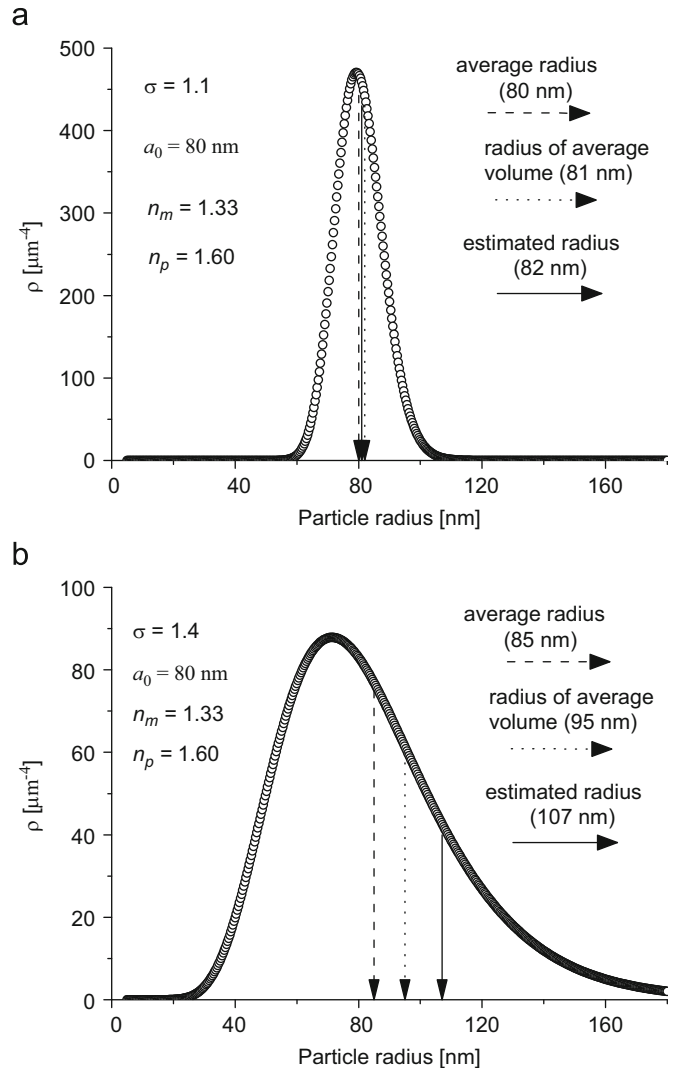 a
500
400
300
200
100
0
ρ [μm-4]
σ = 1.1
a0 = 80 nm
nm = 1.33
np = 1.60
average radius
(80 nm)
radius of average
volume (81 nm)
estimated radius
(82 nm)
0 40 80 120 160
Particle radius [nm]
b
100
80
60
40
20
0
ρ [μm-4]
σ = 1.4
a0 = 80 nm
nm = 1.33
np = 1.60
average radius
(85 nm)
radius of average
volume (95 nm)
estimated radius
(107 nm)
0 40 80 120 160
Particle radius [nm]